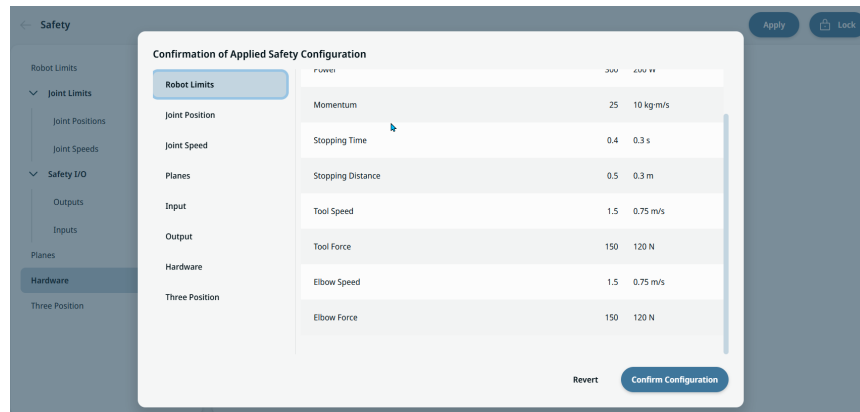 Safety
Apply
Lock
Confirmation of Applied Safety Configuration
Robot Limits
Joint Limits
Joint Positions
Joint Speeds
Safety I/O
Outputs
Inputs
Planes
Hardware
Three Position
Robot Limits
Joint Position
Joint Speed
Planes
Input
Output
Hardware
Three Position
Power 300 200 W
Momentum 25 10 kg·m/s
Stopping Time 0.4 0.3 s
Stopping Distance 0.5 0.3 m
Tool Speed 1.5 0.75 m/s
Tool Force 150 120 N
Elbow Speed 1.5 0.75 m/s
Elbow Force 150 120 N
Revert
Confirm Configuration